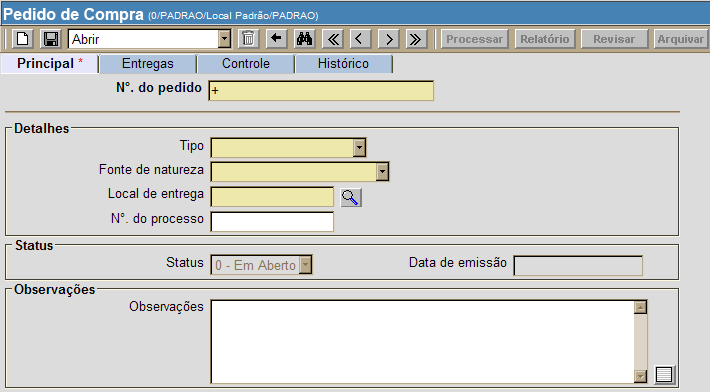 Pedido de Compra (0/PADRAO/Local Padrão/PADRAO)
Abrir Processar Relatório Revisar Arquivar
Principal * Entregas Controle Histórico
N°. do pedido +
Detalhes
Tipo
Fonte de natureza
Local de entrega
N°. do processo
Status
Status 0 - Em Aberto Data de emissão
Observações
Observações